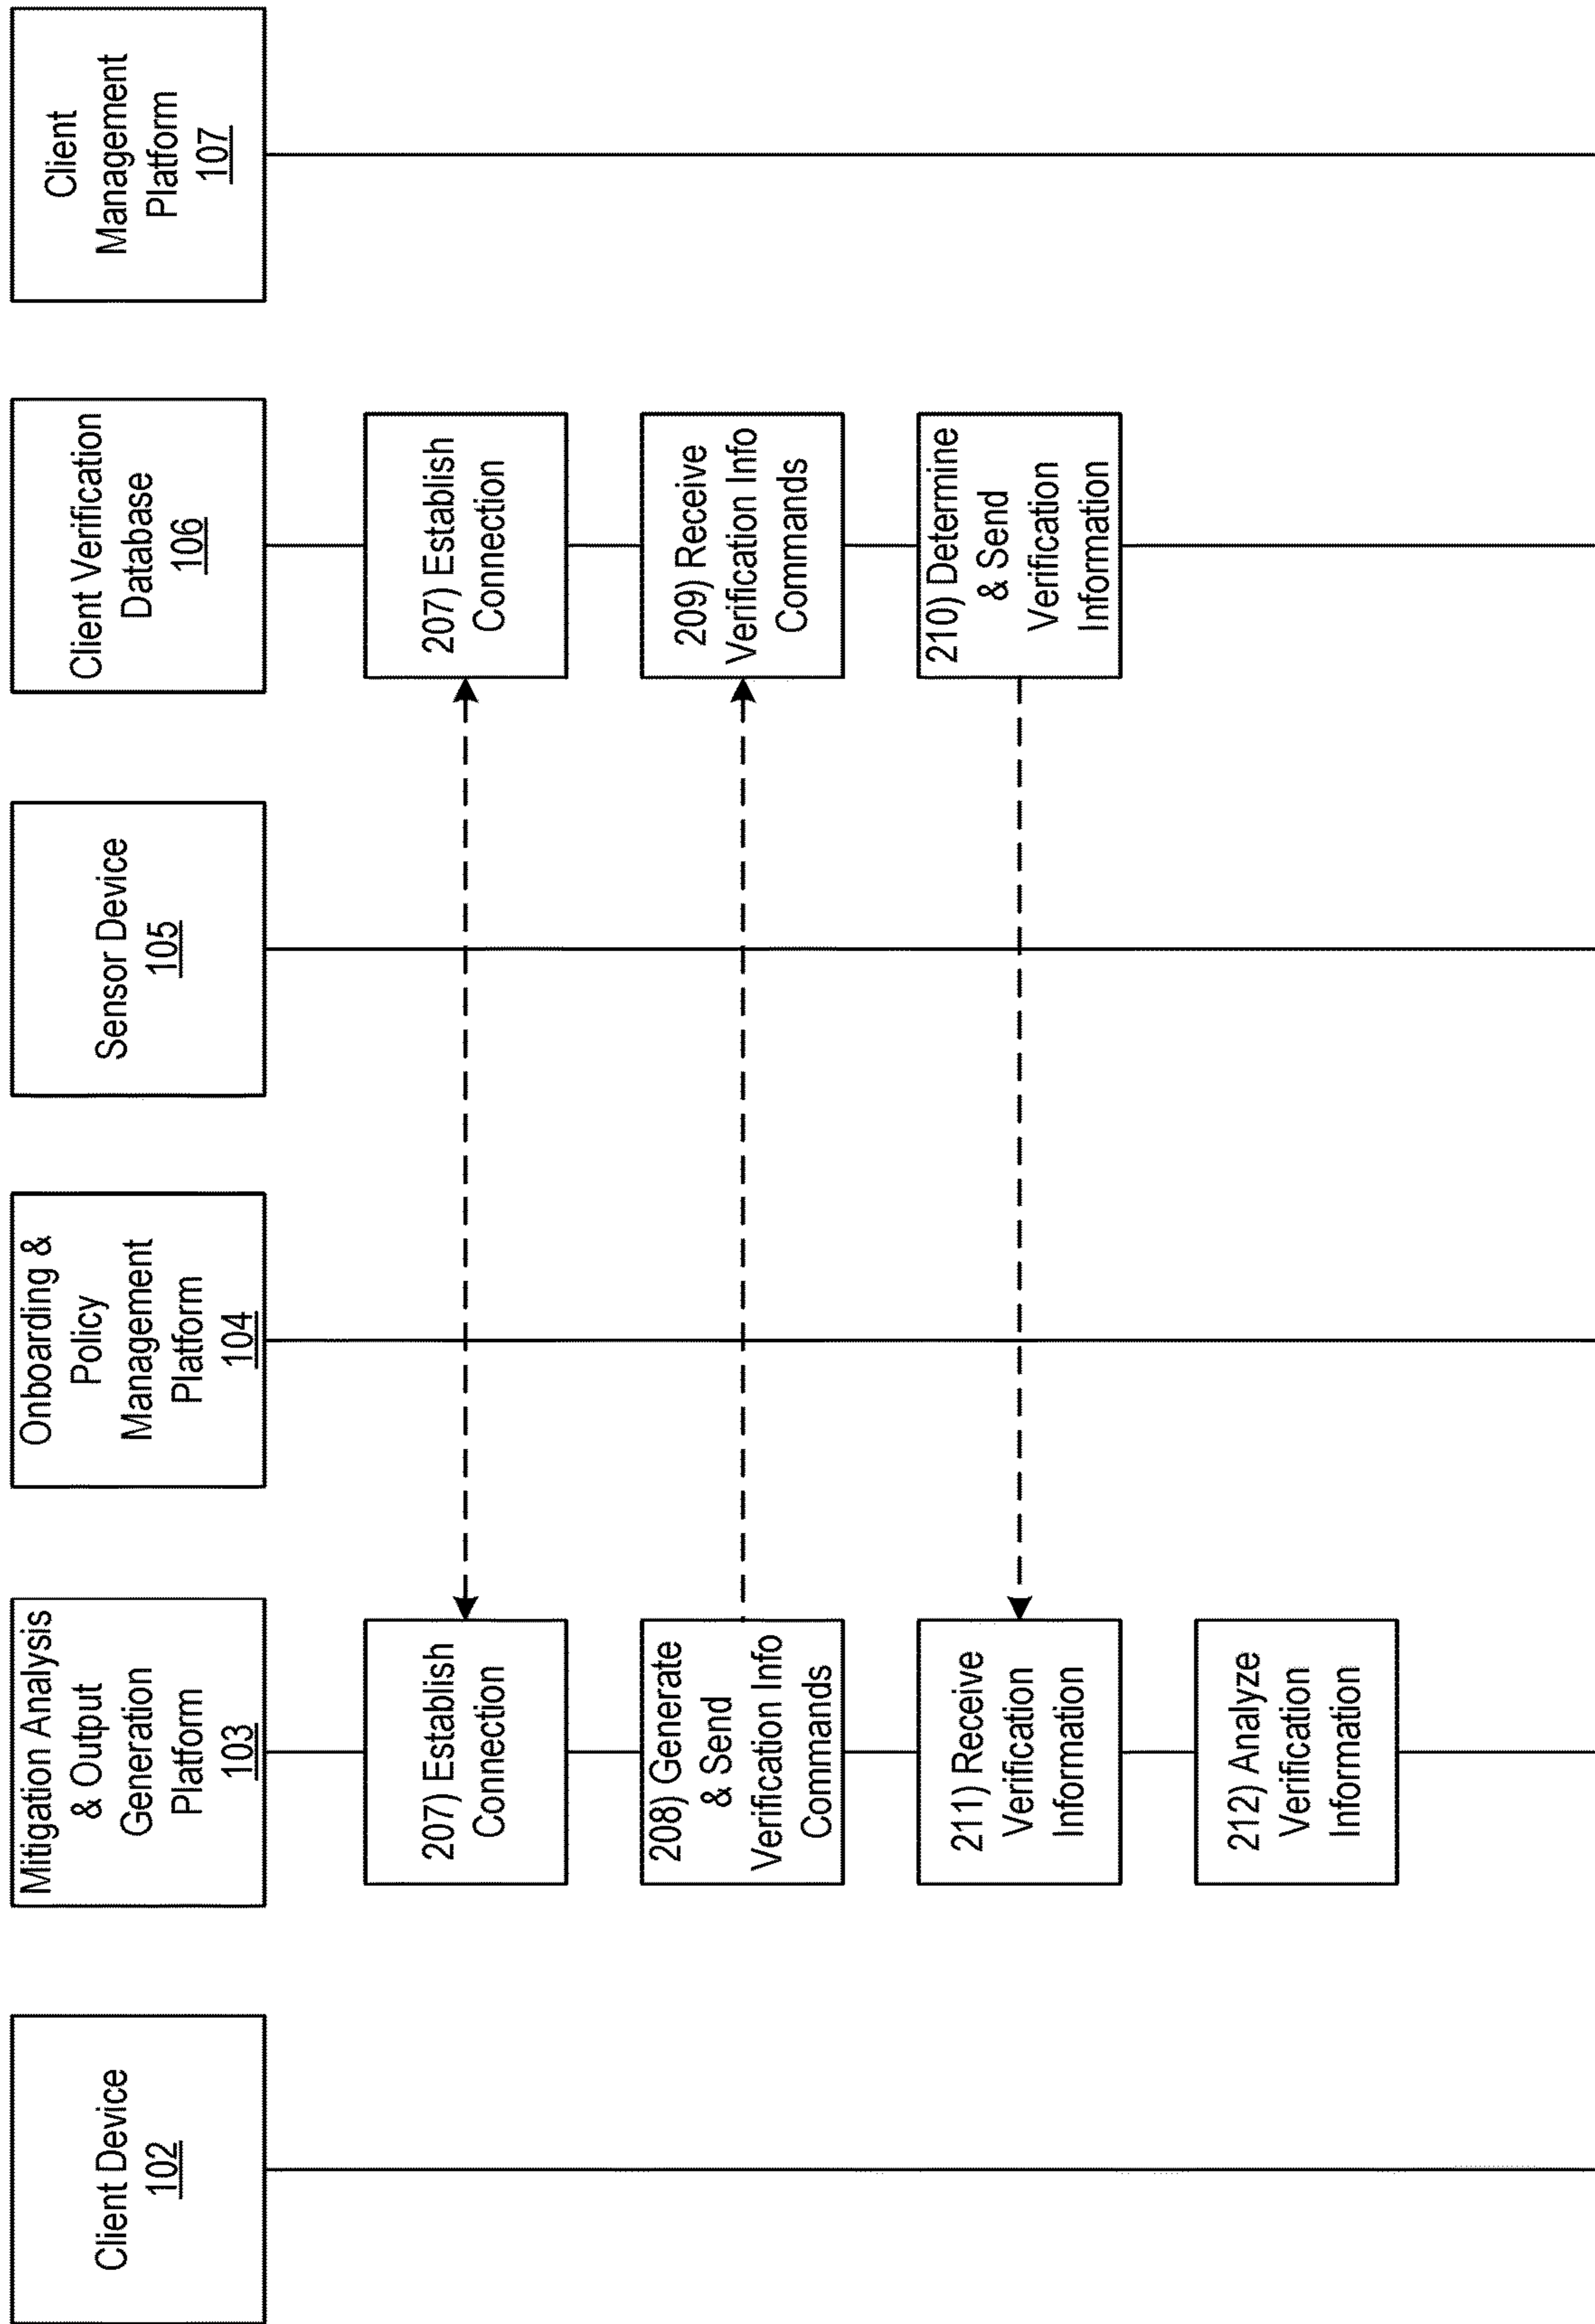 Client Device
102
Mitigation Analysis
& Output
Generation
Platform
103
Onboarding &
Policy
Management
Platform
104
Sensor Device
105
Client Verification
Database
106
Client
Management
Platform
107
207) Establish
Connection
207) Establish
Connection
208) Generate
& Send
Verification Info
Commands
209) Receive
Verification Info
Commands
211) Receive
Verification
Information
210) Determine
& Send
Verification
Information
212) Analyze
Verification
Information